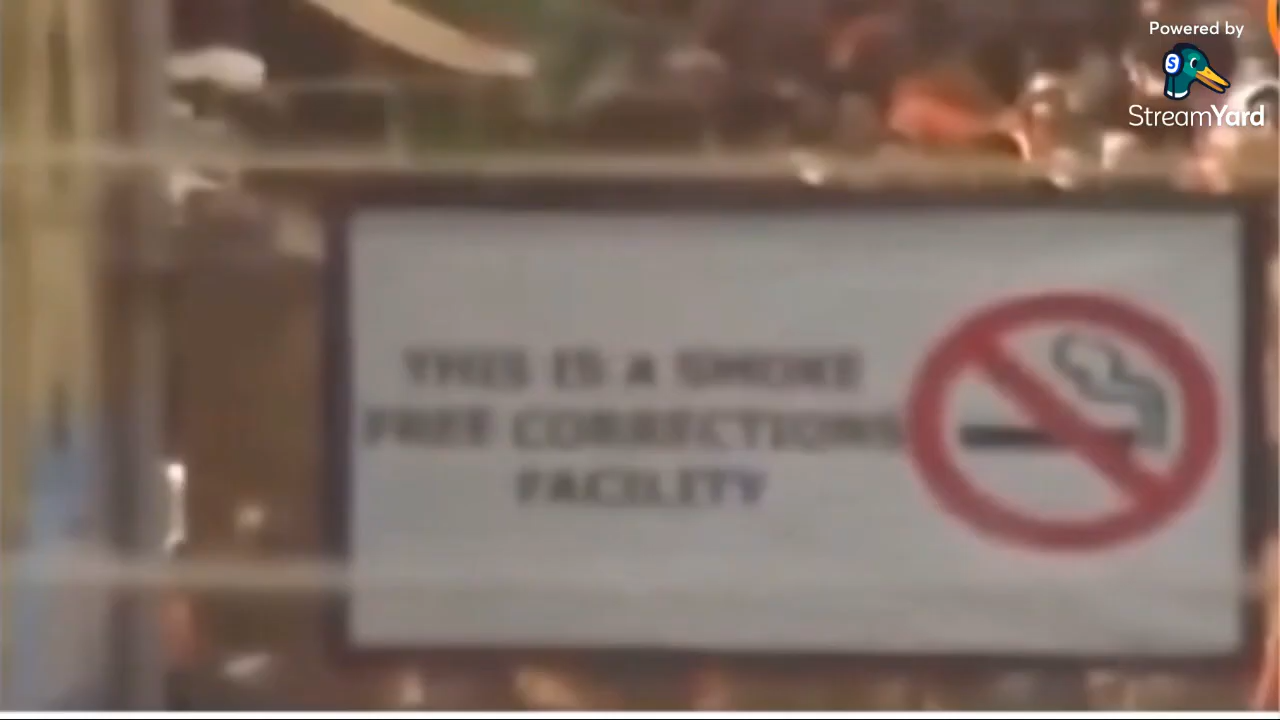 Powered by
StreamYard
THIS IS A SMOKE
FREE CORRECTIONS
FACILITY